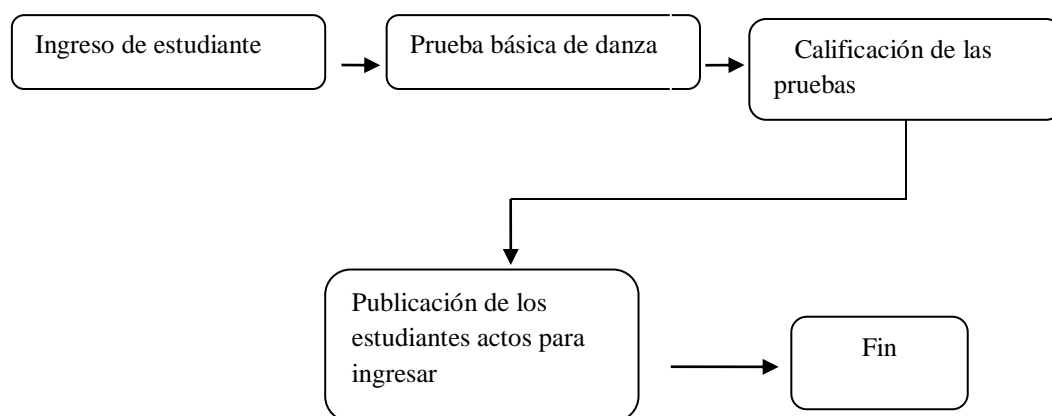 Ingreso de estudiante
Prueba básica de danza
Calificación de las
pruebas
Publicación de los
estudiantes actos para
ingresar
Fin